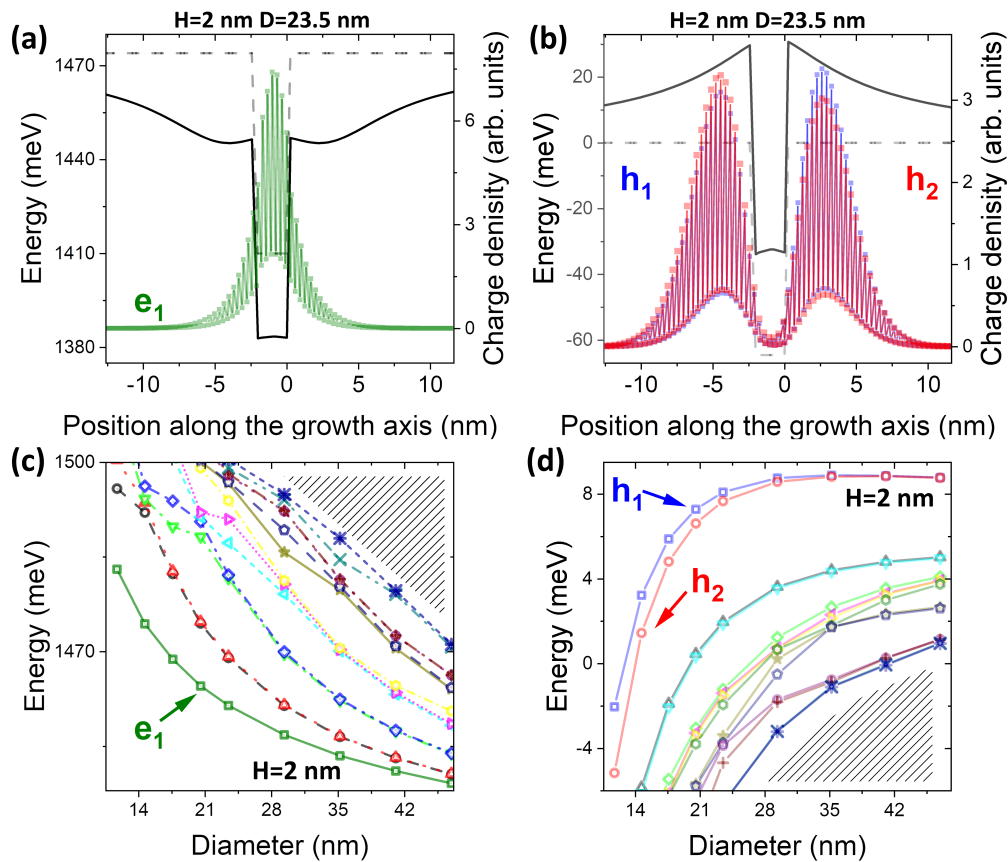 H=2 nm D=23.5 nm
(a)
1470
1440
1410
1380
Energy (meV)
6
3
0
Charge denisity (arb. units)
e1
-10
-5
0
5
10
Position along the growth axis (nm)
H=2 nm D=23.5 nm
(b)
20
0
-20
-40
-60
Energy (meV)
3
2
1
0
Charge denisity (arb. units)
h1
h2
-10
-5
0
5
10
Position along the growth axis (nm)
(c)
1500
1470
Energy (meV)
e1
H=2 nm
14
21
28
35
42
Diameter (nm)
(d)
8
4
0
-4
Energy (meV)
h1
h2
H=2 nm
14
21
28
35
42
Diameter (nm)